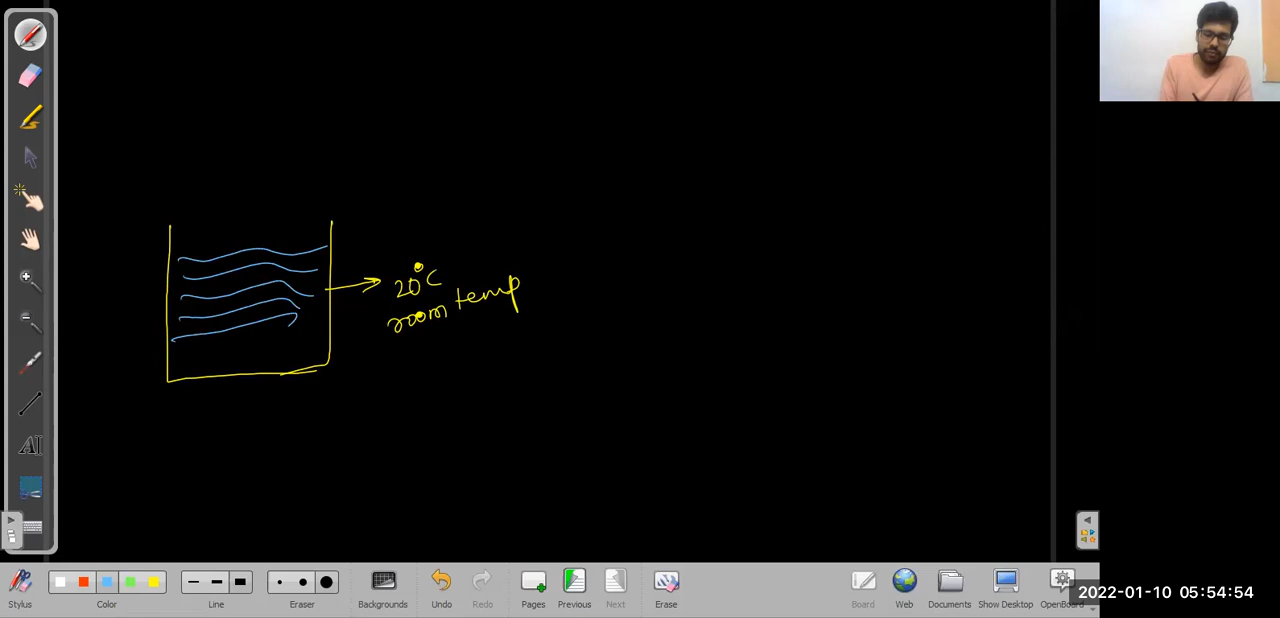 20°C
room temp
AI
Stylus
Color
Line
Eraser
Backgrounds
Undo
Redo
Pages
Previous
Next
Erase
Board
Web
Documents
Show Desktop
OpenBoard
2022-01-10 05:54:54